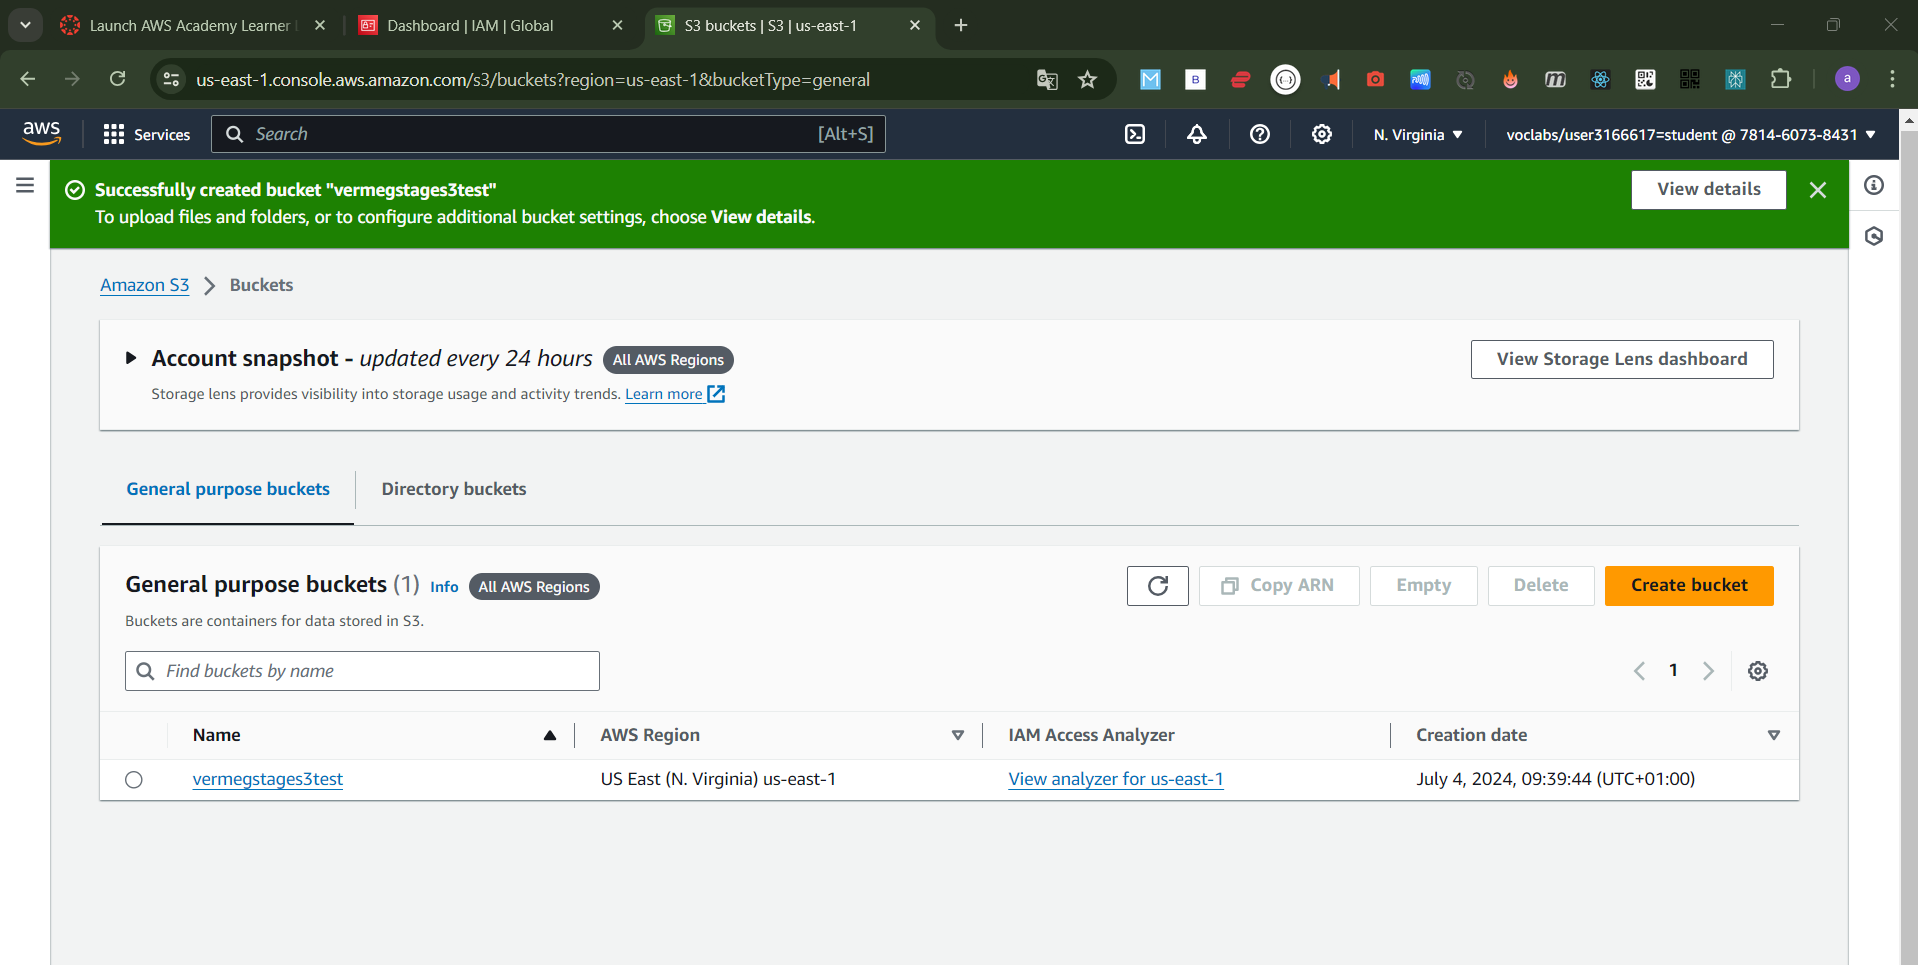 Launch AWS Academy Learner L
Dashboard | IAM | Global
S3 buckets | S3 | us-east-1
us-east-1.console.aws.amazon.com/s3/buckets?region=us-east-1&bucketType=general
a
aws
Services
Search
[Alt+S]
N. Virginia
voclabs/user3166617=student @ 7814-6073-8431
Successfully created bucket "vermegstages3test"
To upload files and folders, or to configure additional bucket settings, choose View details.
View details
Amazon S3
Buckets
Account snapshot - updated every 24 hours
All AWS Regions
View Storage Lens dashboard
Storage lens provides visibility into storage usage and activity trends. Learn more
General purpose buckets
Directory buckets
General purpose buckets (1)
Info
All AWS Regions
Copy ARN
Empty
Delete
Create bucket
Buckets are containers for data stored in S3.
Find buckets by name
1
Name
AWS Region
IAM Access Analyzer
Creation date
vermegstages3test
US East (N. Virginia) us-east-1
View analyzer for us-east-1
July 4, 2024, 09:39:44 (UTC+01:00)